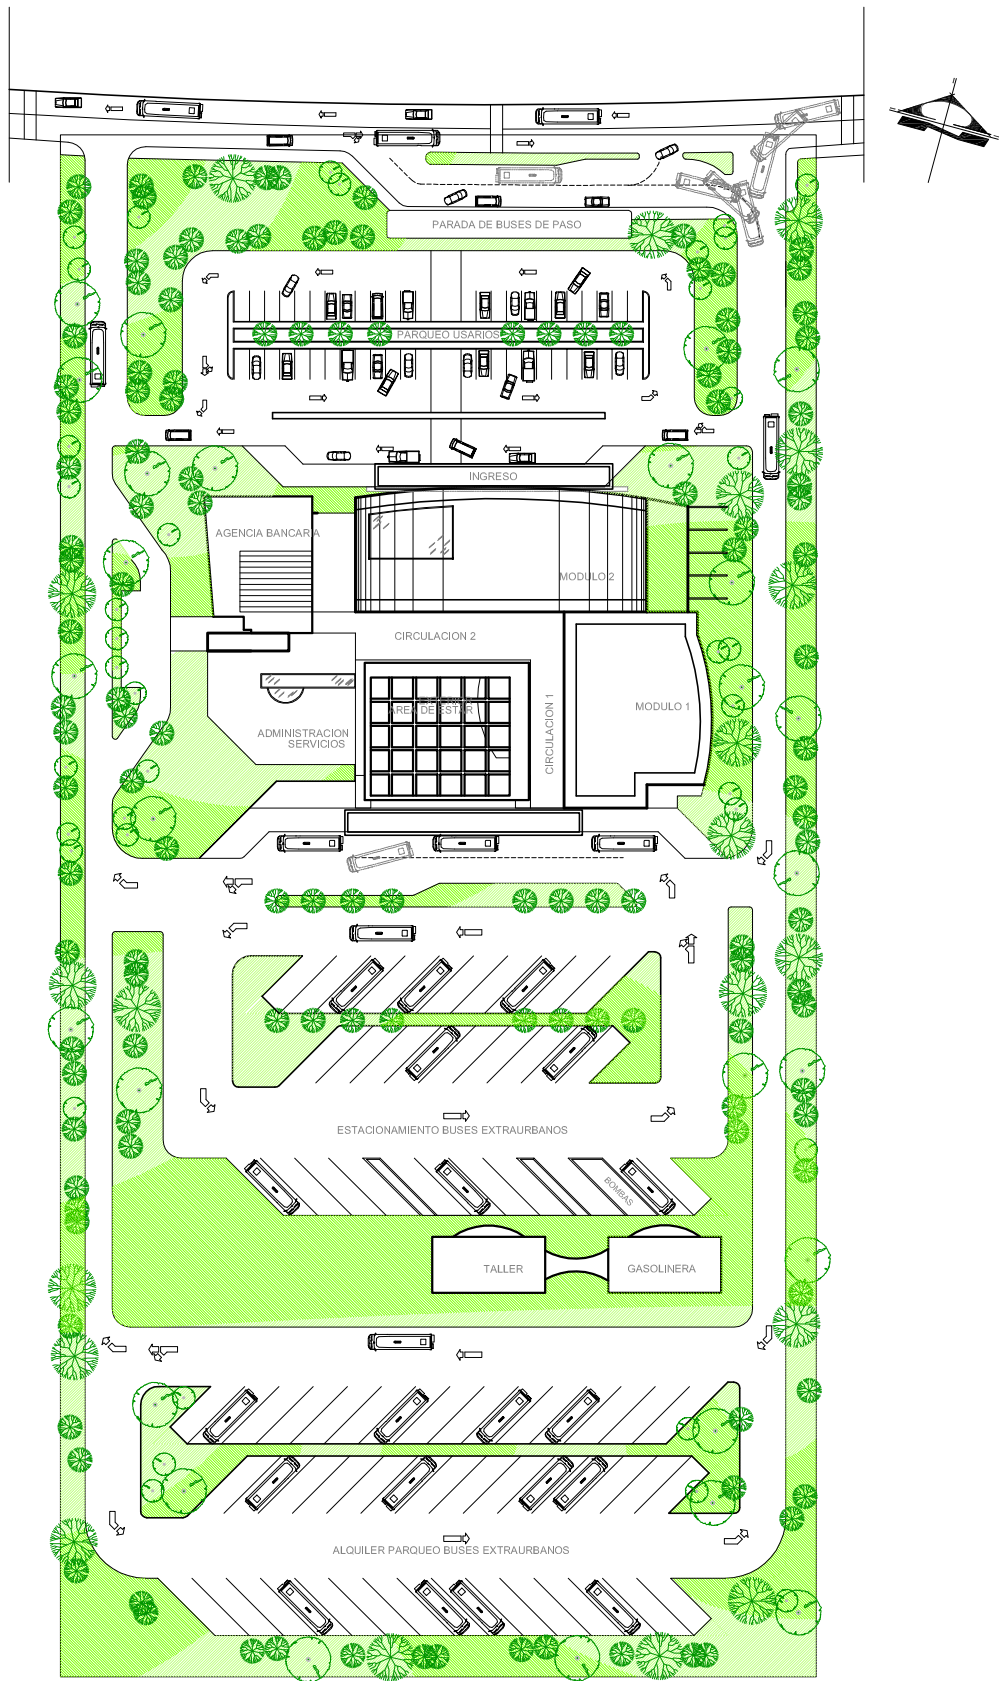 PARADA DE BUSES DE PASO
PARQUEO USARIOS
INGRESO
AGENCIA BANCARIA
MODULO 2
CIRCULACION 2
MODULO 1
CIRCULACION 1
AREA DE ESTAR
ADMINISTRACION
SERVICIOS
ESTACIONAMIENTO BUSES EXTRAURBANOS
BOMBAS
TALLER
GASOLINERA
ALQUILER PARQUEO BUSES EXTRAURBANOS